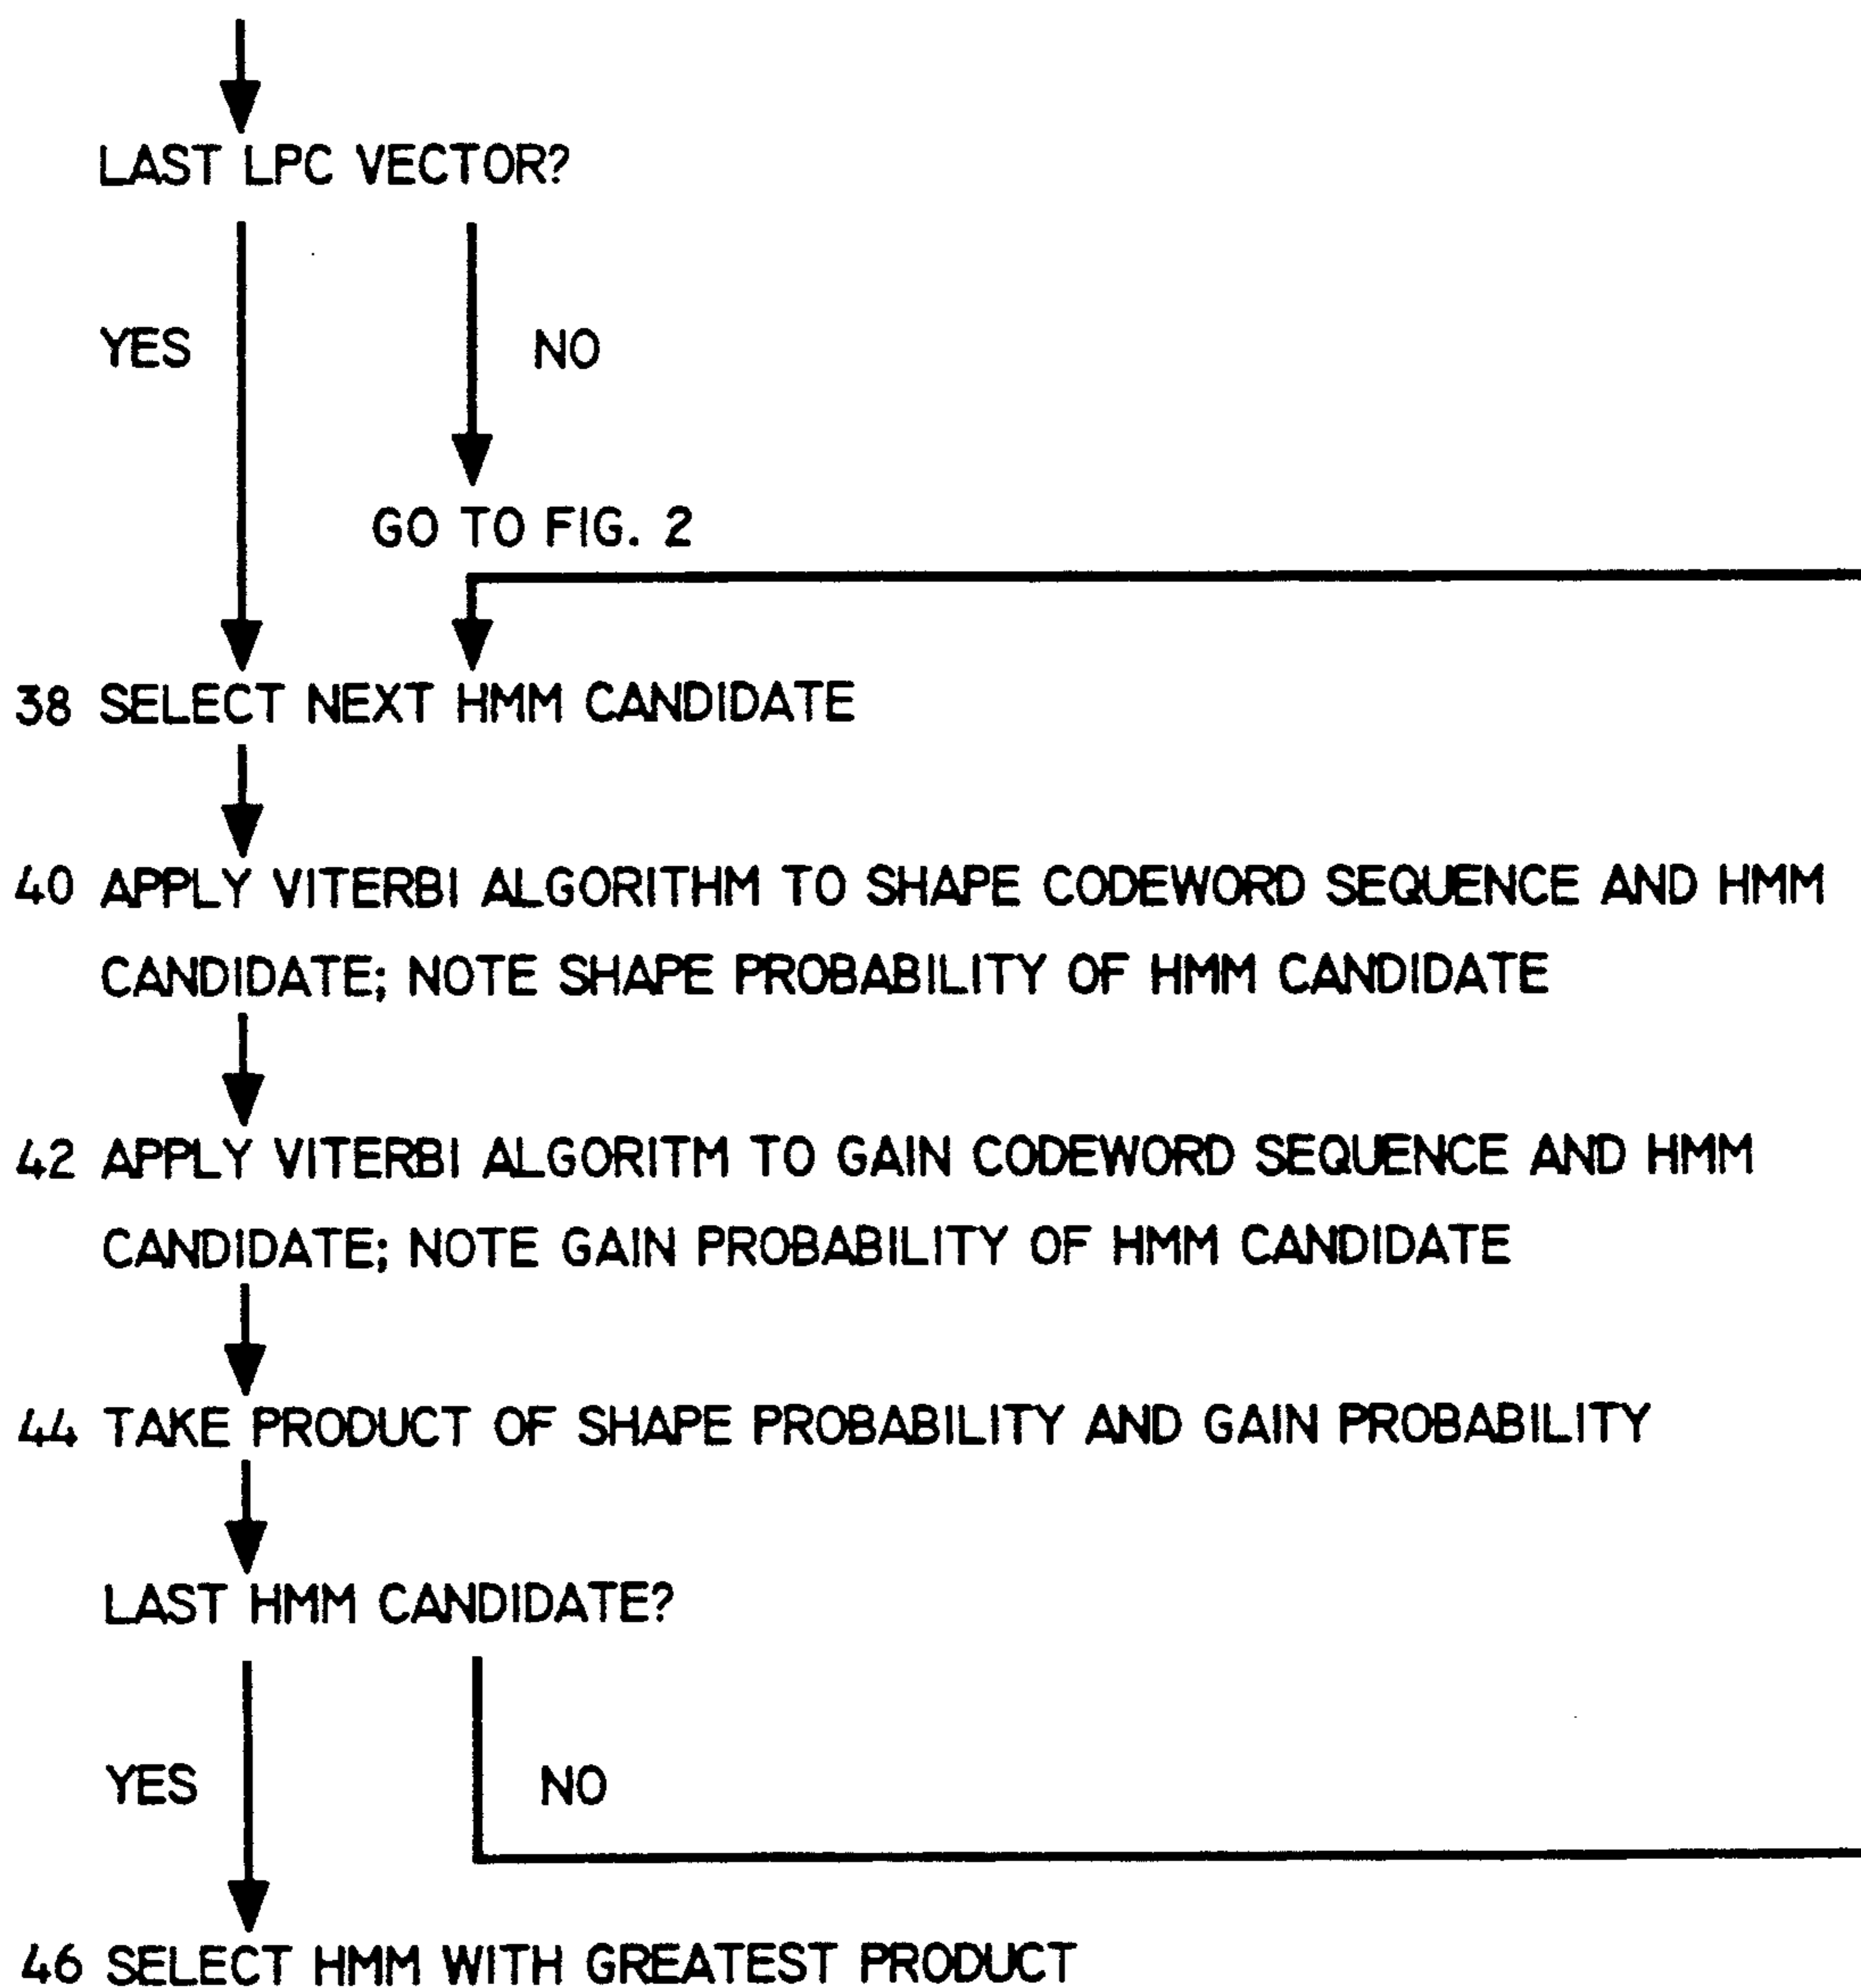 LAST LPC VECTOR?
YES
NO
GO TO FIG. 2
38 SELECT NEXT HMM CANDIDATE
40 APPLY VITERBI ALGORITHM TO SHAPE CODEWORD SEQUENCE AND HMM
CANDIDATE; NOTE SHAPE PROBABILITY OF HMM CANDIDATE
42 APPLY VITERBI ALGORITM TO GAIN CODEWORD SEQUENCE AND HMM
CANDIDATE; NOTE GAIN PROBABILITY OF HMM CANDIDATE
44 TAKE PRODUCT OF SHAPE PROBABILITY AND GAIN PROBABILITY
LAST HMM CANDIDATE?
YES
NO
46 SELECT HMM WITH GREATEST PRODUCT